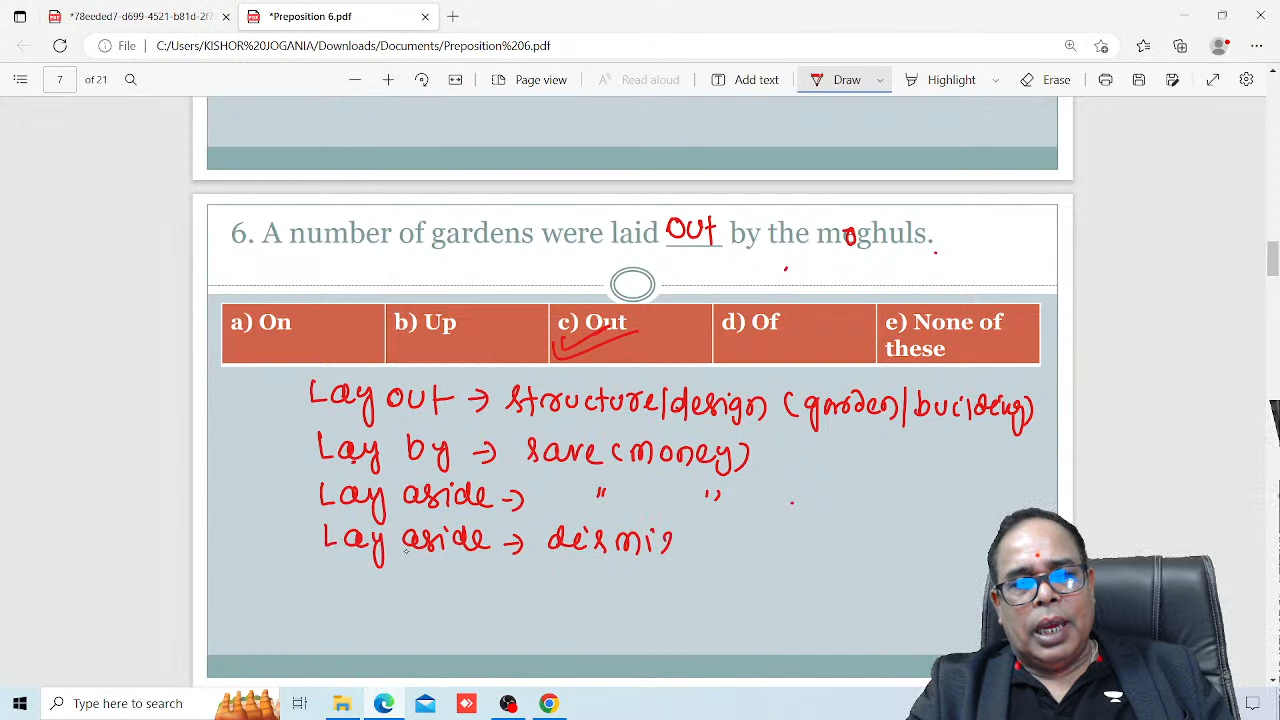 *78eeded7-d699-4521-b81d-2f7
*Preposition 6.pdf
File C:/Users/KISHOR%20JOGANIA/Downloads/Documents/Preposition%206.pdf
7 of 21
Page view
Read aloud
Add text
Draw
Highlight
Erase
6. A number of gardens were laid out by the moghuls.
a) On b) Up c) Out d) Of e) None of these
Lay out → structure/design (garden/building)
Lay by → save (money)
Lay aside → " "
Lay aside → dismis
Type here to search